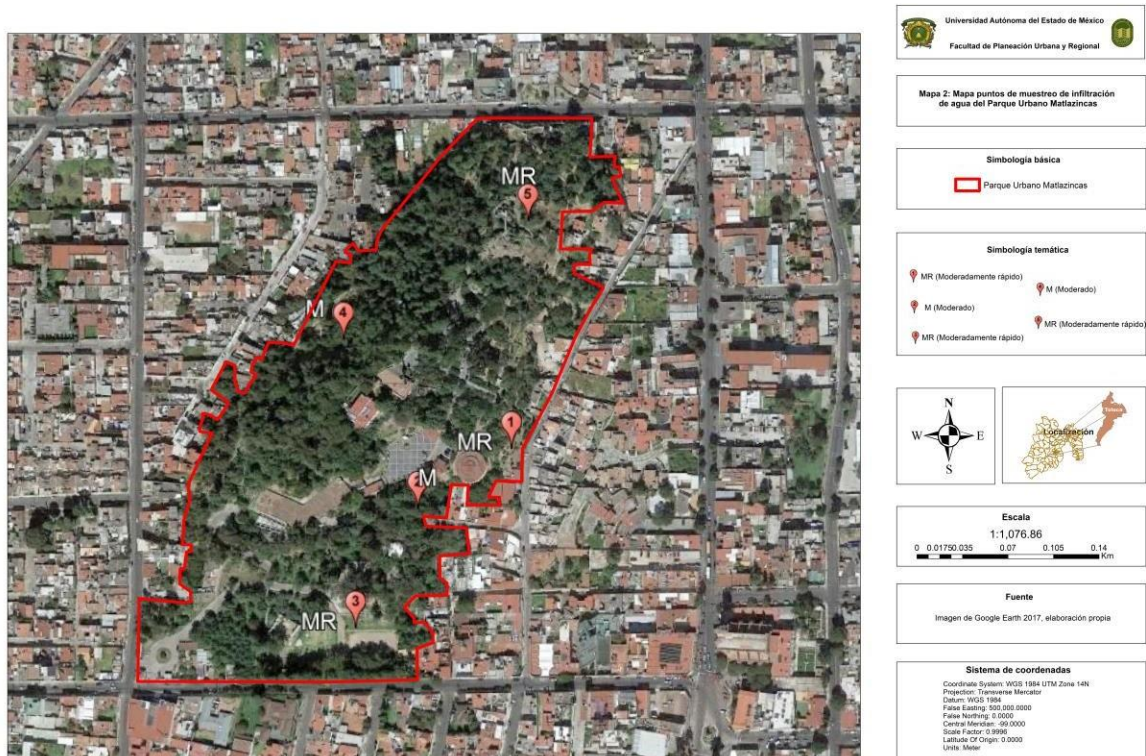 Universidad Autónoma del Estado de México
Facultad de Planeación Urbana y Regional
Mapa 2: Mapa puntos de muestreo de infiltración
de agua del Parque Urbano Matlazincas
Simbología básica
Parque Urbano Matlazincas
Simbología temática
MR (Moderadamente rápido)
M (Moderado)
M (Moderado)
MR (Moderadamente rápido)
MR (Moderadamente rápido)
N
W E
S
Localización
Toluca
Escala
1:1,076.86
0 0.01750.035 0.07 0.105 0.14
Km
Fuente
Imagen de Google Earth 2017, elaboración propia
Sistema de coordenadas
Coordinate System: WGS 1984 UTM Zone 14N
Projection: Transverse Mercator
Datum: WGS 1984
False Easting: 500,000.0000
False Northing: 0.0000
Central Meridian: -99.0000
Scale Factor: 0.9996
Latitude Of Origin: 0.0000
Units: Meter
MR
5
M
4
1
MR
M
2
3
MR